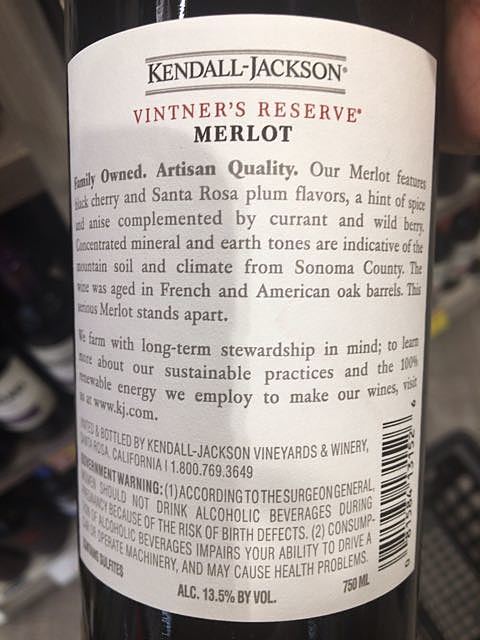 KENDALL-JACKSON®
VINTNER'S RESERVE®
MERLOT
Family Owned. Artisan Quality. Our Merlot features
black cherry and Santa Rosa plum flavors, a hint of spice
and anise complemented by currant and wild berry.
Concentrated mineral and earth tones are indicative of the
mountain soil and climate from Sonoma County. The
wine was aged in French and American oak barrels. This
serious Merlot stands apart.
We farm with long-term stewardship in mind; to learn
more about our sustainable practices and the 100%
renewable energy we employ to make our wines, visit
us at www.kj.com.
& BOTTLED BY KENDALL-JACKSON VINEYARDS & WINERY,
SANTA ROSA, CALIFORNIA | 1.800.769.3649
GOVERNMENT WARNING: (1) ACCORDING TO THE SURGEON GENERAL,
WOMEN SHOULD NOT DRINK ALCOHOLIC BEVERAGES DURING
PREGNANCY BECAUSE OF THE RISK OF BIRTH DEFECTS. (2) CONSUMP-
TION OF ALCOHOLIC BEVERAGES IMPAIRS YOUR ABILITY TO DRIVE A
CAR OR OPERATE MACHINERY, AND MAY CAUSE HEALTH PROBLEMS.
CONTAINS SULFITES
ALC. 13.5% BY VOL.
750 ML